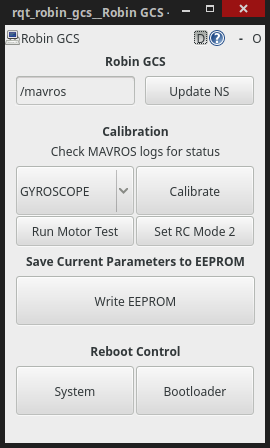 rqt_robin_gcs__Robin GCS -
Robin GCS
D
?
- O
Robin GCS
/mavros
Update NS
Calibration
Check MAVROS logs for status
GYROSCOPE
Calibrate
Run Motor Test
Set RC Mode 2
Save Current Parameters to EEPROM
Write EEPROM
Reboot Control
System
Bootloader